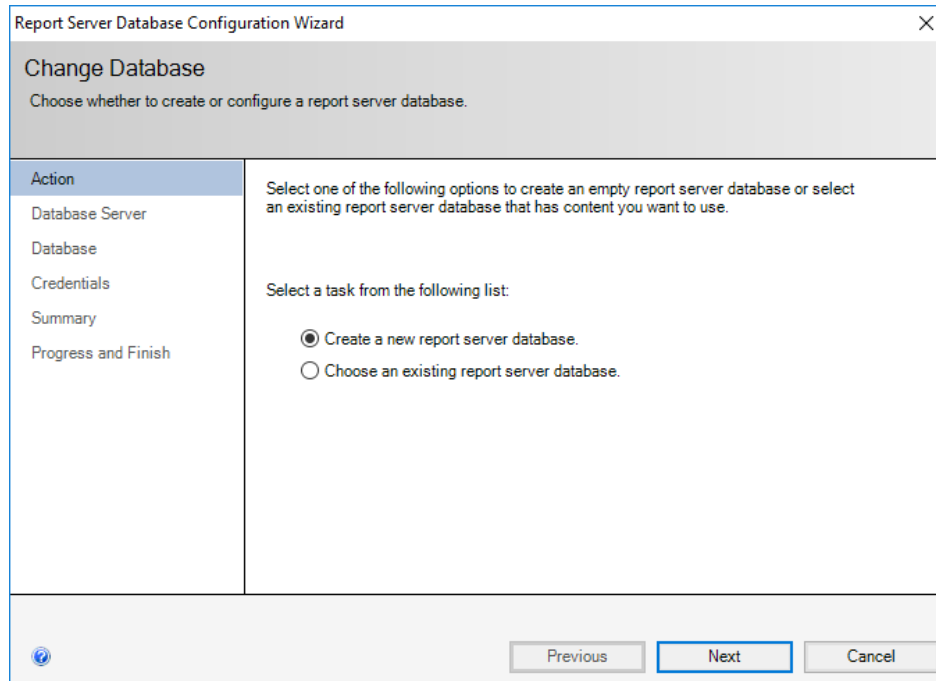 Report Server Database Configuration Wizard
Change Database
Choose whether to create or configure a report server database.
Action
Database Server
Database
Credentials
Summary
Progress and Finish
Select one of the following options to create an empty report server database or select
an existing report server database that has content you want to use.
Select a task from the following list:
Create a new report server database.
Choose an existing report server database.
Previous
Next
Cancel